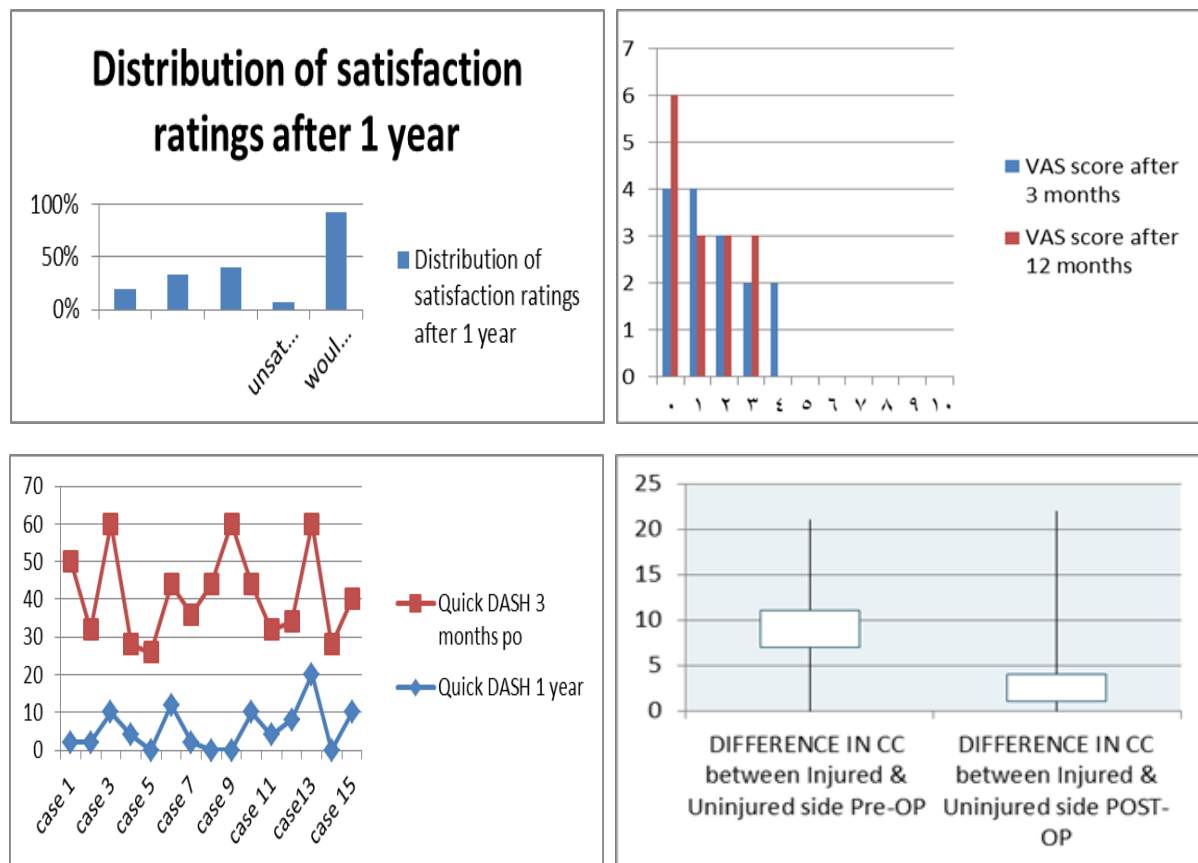 Distribution of satisfaction
ratings after 1 year
100%
50%
0%
unsat...
woul...
Distribution of
satisfaction ratings
after 1 year
7
6
5
4
3
2
1
0
٠ ١ ٢ ٣ ٤ ٥ ٦ ٧ ٨ ٩ ١٠
VAS score after
3 months
VAS score after
12 months
70
60
50
40
30
20
10
0
case 1
case 3
case 5
case 7
case 9
case 11
case13
case 15
Quick DASH 3
months po
Quick DASH 1 year
25
20
15
10
5
0
DIFFERENCE IN CC
between Injured &
Uninjured side Pre-OP
DIFFERENCE IN CC
between Injured &
Uninjured side POST-
OP